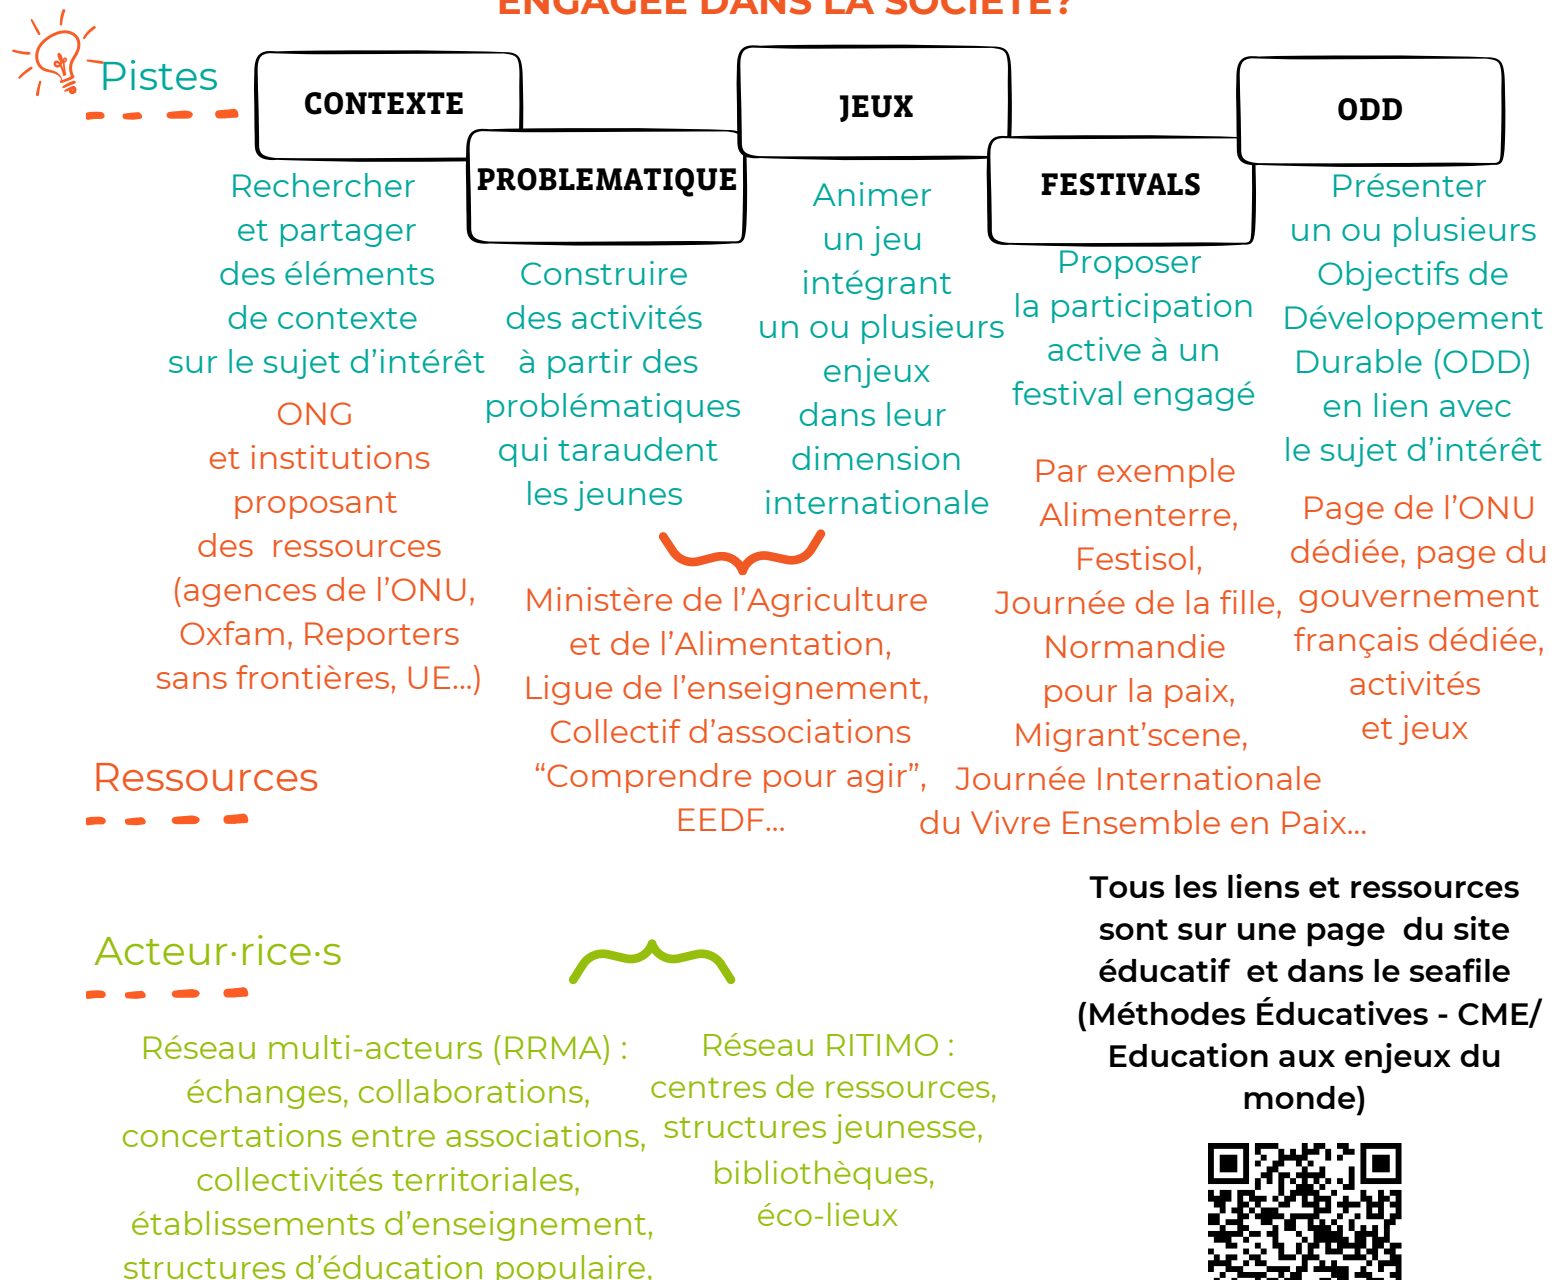 ENGAGÉE DANS LA SOCIÉTÉ?
Pistes
CONTEXTE
Rechercher
et partager
des éléments
de contexte
sur le sujet d’intérêt
ONG
et institutions
proposant
des  ressources
(agences de l’ONU,
Oxfam, Reporters
sans frontières, UE...)
PROBLEMATIQUE
Construire
des activités
à partir des
problématiques
qui taraudent
les jeunes
JEUX
Animer
un jeu
intégrant
un ou plusieurs
enjeux
dans leur
dimension
internationale
Ministère de l’Agriculture
et de l’Alimentation,
Ligue de l’enseignement,
Collectif d’associations
“Comprendre pour agir”,
EEDF...
FESTIVALS
Proposer
la participation
active à un
festival engagé
Par exemple
Alimenterre,
Festisol,
Journée de la fille,
Normandie
pour la paix,
Migrant’scene,
Journée Internationale
du Vivre Ensemble en Paix...
ODD
Présenter
un ou plusieurs
Objectifs de
Développement
Durable (ODD)
en lien avec
le sujet d’intérêt
Page de l’ONU
dédiée, page du
gouvernement
français dédiée,
activités
et jeux
Ressources
Acteur·rice·s
Réseau multi-acteurs (RRMA) :
échanges, collaborations,
concertations entre associations,
collectivités territoriales,
établissements d’enseignement,
structures d’éducation populaire,
Réseau RITIMO :
centres de ressources,
structures jeunesse,
bibliothèques,
éco-lieux
Tous les liens et ressources
sont sur une page  du site
éducatif  et dans le seafile
(Méthodes Éducatives - CME/
Education aux enjeux du
monde)